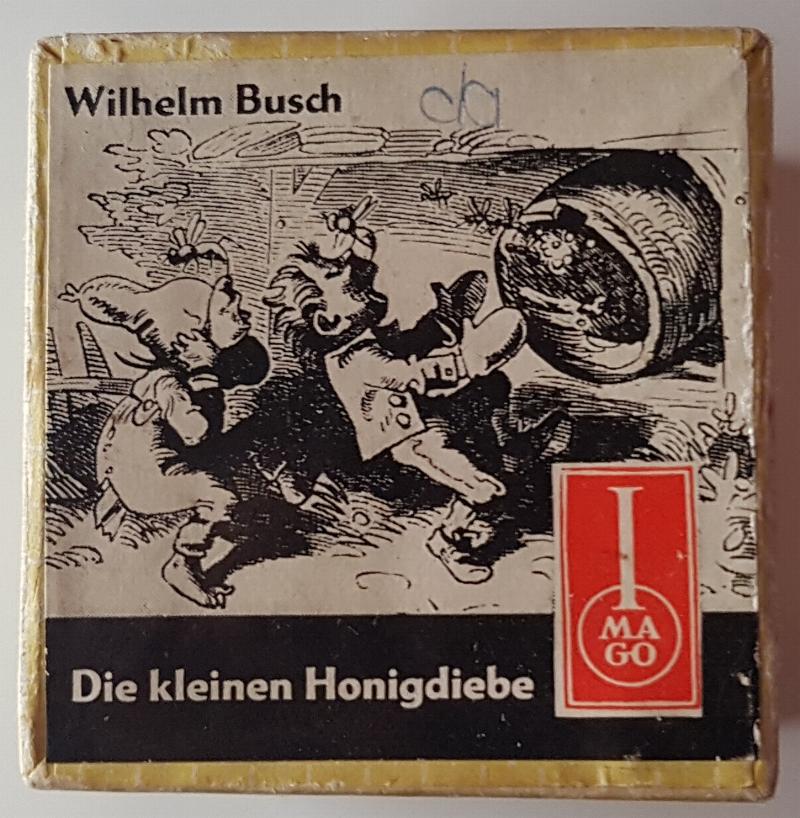 Wilhelm Busch
I
MA
GO
Die kleinen Honigdiebe